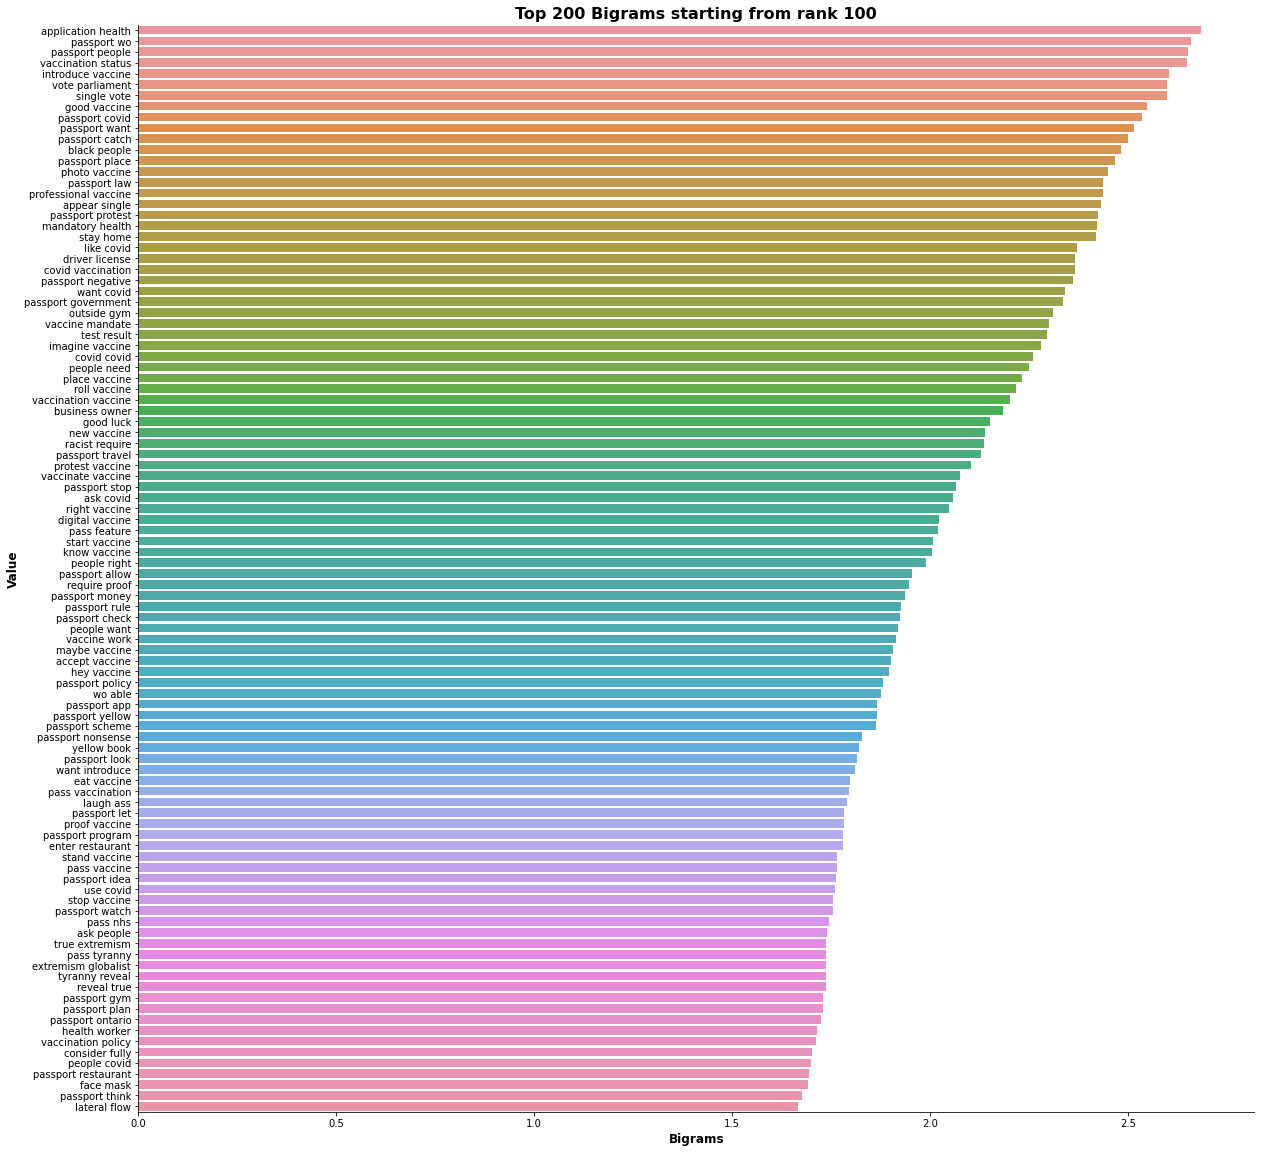 Top 200 Bigrams starting from rank 100
application health
passport wo
passport people
vaccination status
introduce vaccine
vote parliament
single vote
good vaccine
passport covid
passport want
passport catch
black people
passport place
photo vaccine
passport law
professional vaccine
appear single
passport protest
mandatory health
stay home
like covid
driver license
covid vaccination
passport negative
want covid
passport government
outside gym
vaccine mandate
test result
imagine vaccine
covid covid
people need
place vaccine
roll vaccine
vaccination vaccine
business owner
good luck
new vaccine
racist require
passport travel
protest vaccine
vaccinate vaccine
passport stop
ask covid
right vaccine
digital vaccine
pass feature
start vaccine
know vaccine
people right
passport allow
require proof
passport money
passport rule
passport check
people want
vaccine work
maybe vaccine
accept vaccine
hey vaccine
passport policy
wo able
passport app
passport yellow
passport scheme
passport nonsense
yellow book
passport look
want introduce
eat vaccine
pass vaccination
laugh ass
passport let
proof vaccine
passport program
enter restaurant
stand vaccine
pass vaccine
passport idea
use covid
stop vaccine
passport watch
pass nhs
ask people
true extremism
pass tyranny
extremism globalist
tyranny reveal
reveal true
passport gym
passport plan
passport ontario
health worker
vaccination policy
consider fully
people covid
passport restaurant
face mask
passport think
lateral flow
Value
0.0 0.5 1.0 1.5 2.0 2.5
Bigrams